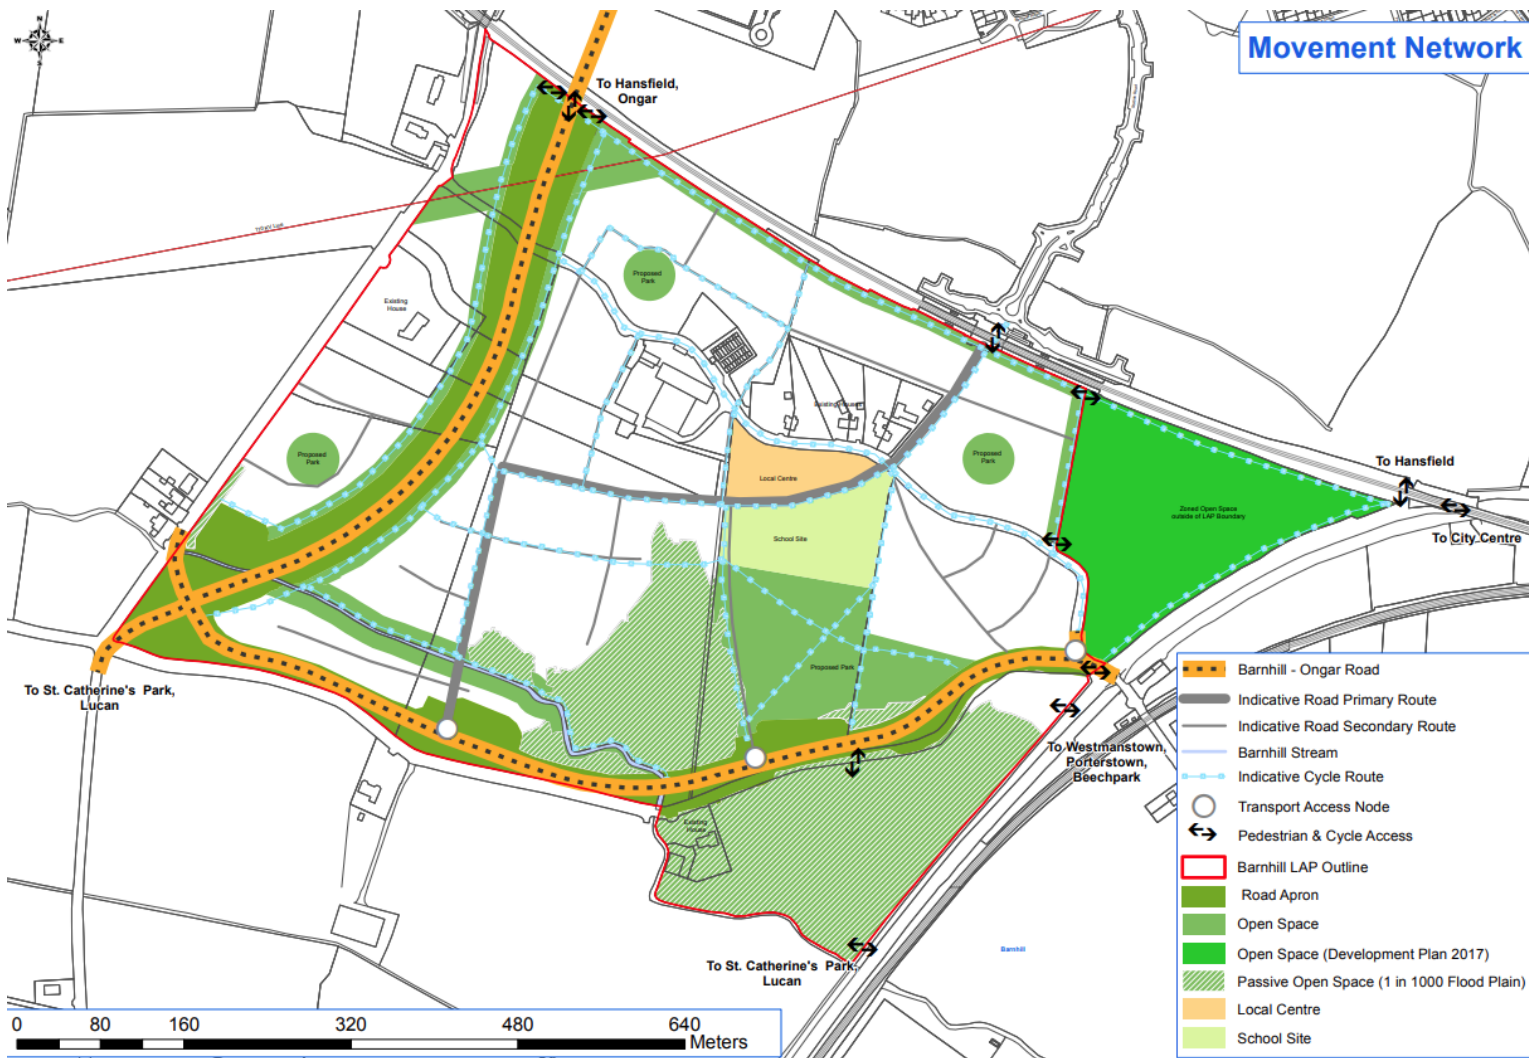 Movement Network
N
W
E
S
To Hansfield,
Ongar
110 kV Line
Existing
House
Proposed
Park
Existing Houses
Proposed
Park
Proposed
Park
Local Centre
School Site
Proposed Park
Zoned Open Space
outside of LAP Boundary
To Hansfield
To City Centre
To St. Catherine's Park,
Lucan
To Westmanstown,
Porterstown,
Beechpark
Existing
House
To St. Catherine's Park,
Lucan
Barnhill
Barnhill - Ongar Road
Indicative Road Primary Route
Indicative Road Secondary Route
Barnhill Stream
Indicative Cycle Route
Transport Access Node
Pedestrian & Cycle Access
Barnhill LAP Outline
Road Apron
Open Space
Open Space (Development Plan 2017)
Passive Open Space (1 in 1000 Flood Plain)
Local Centre
School Site
0 80 160 320 480 640
Meters